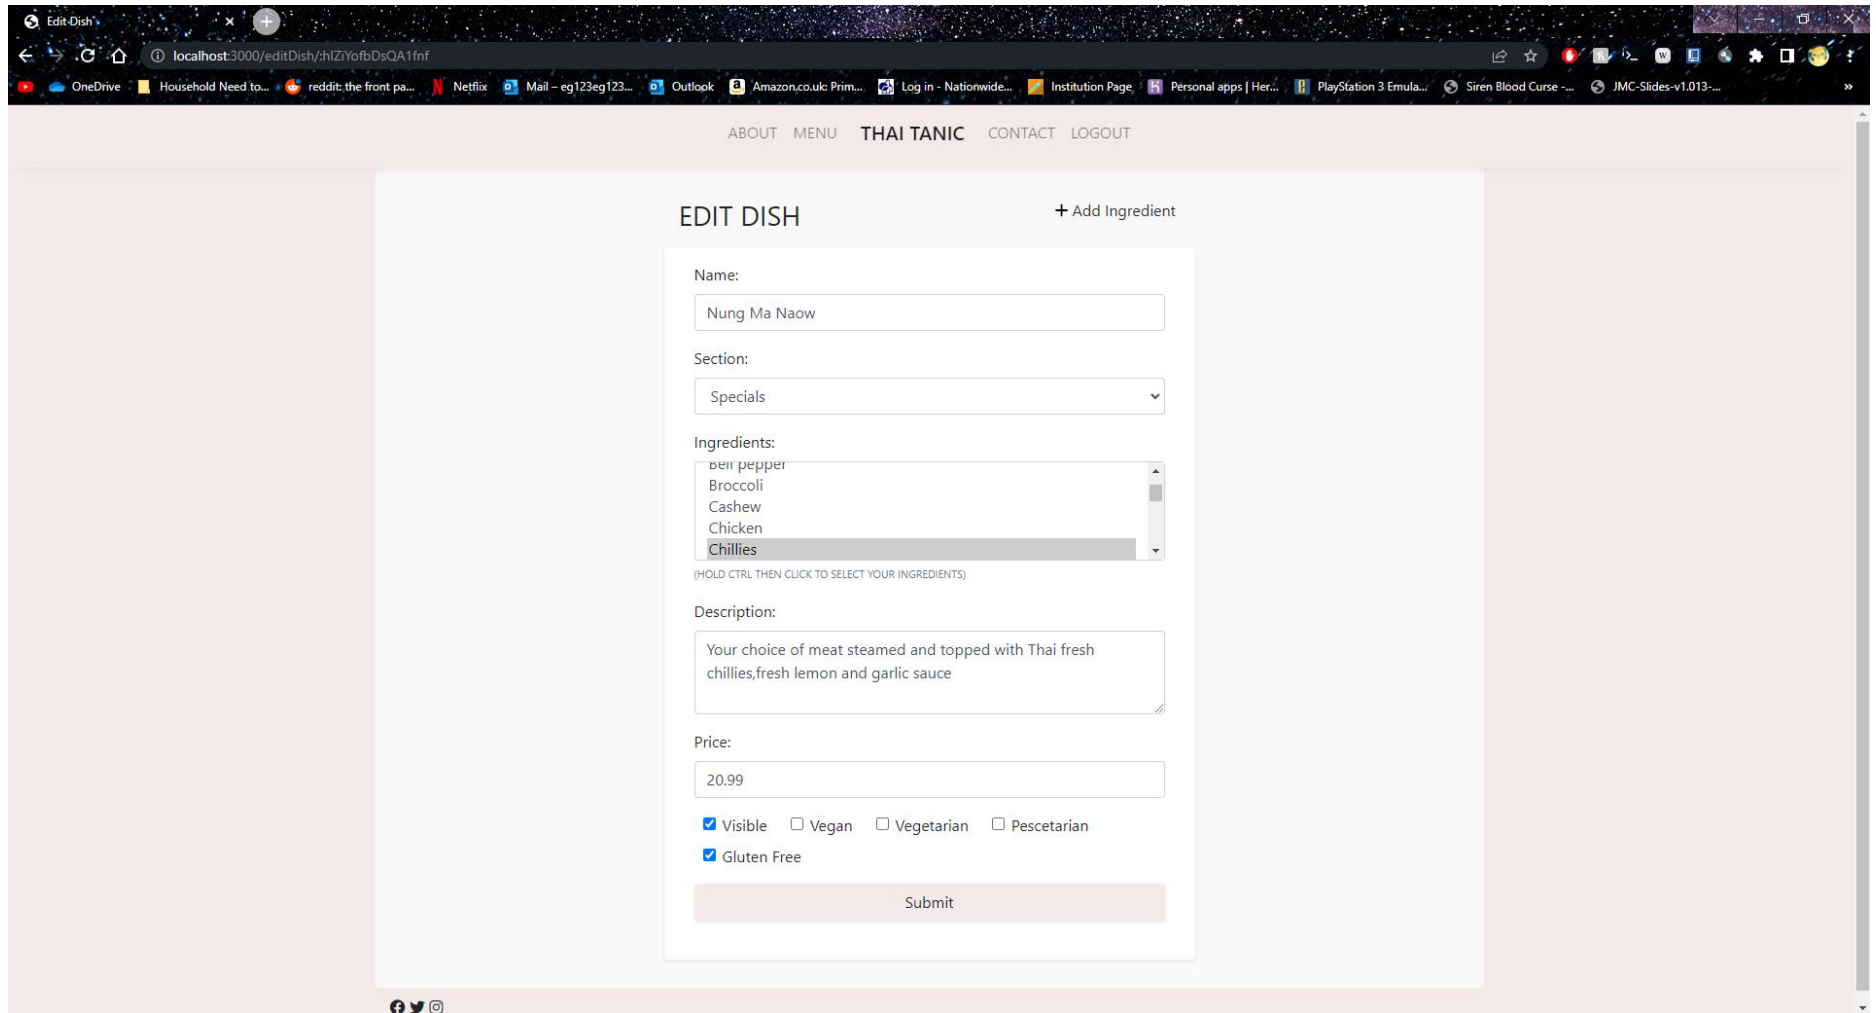 Edit Dish
localhost:3000/editDish/:hIZiYofbDsQA1fnf
OneDrive Household Need to... reddit: the front pa... Netflix Mail – eg123eg123... Outlook Amazon.co.uk: Prim... Log in - Nationwide... Institution Page Personal apps | Her... PlayStation 3 Emula... Siren Blood Curse -... JMC-Slides-v1.013-... »
ABOUT MENU THAI TANIC CONTACT LOGOUT
EDIT DISH
+ Add Ingredient
Name:
Nung Ma Naow
Section:
Specials
Ingredients:
Bell pepper
Broccoli
Cashew
Chicken
Chillies
(HOLD CTRL THEN CLICK TO SELECT YOUR INGREDIENTS)
Description:
Your choice of meat steamed and topped with Thai fresh
chillies,fresh lemon and garlic sauce
Price:
20.99
Visible Vegan Vegetarian Pescetarian
Gluten Free
Submit